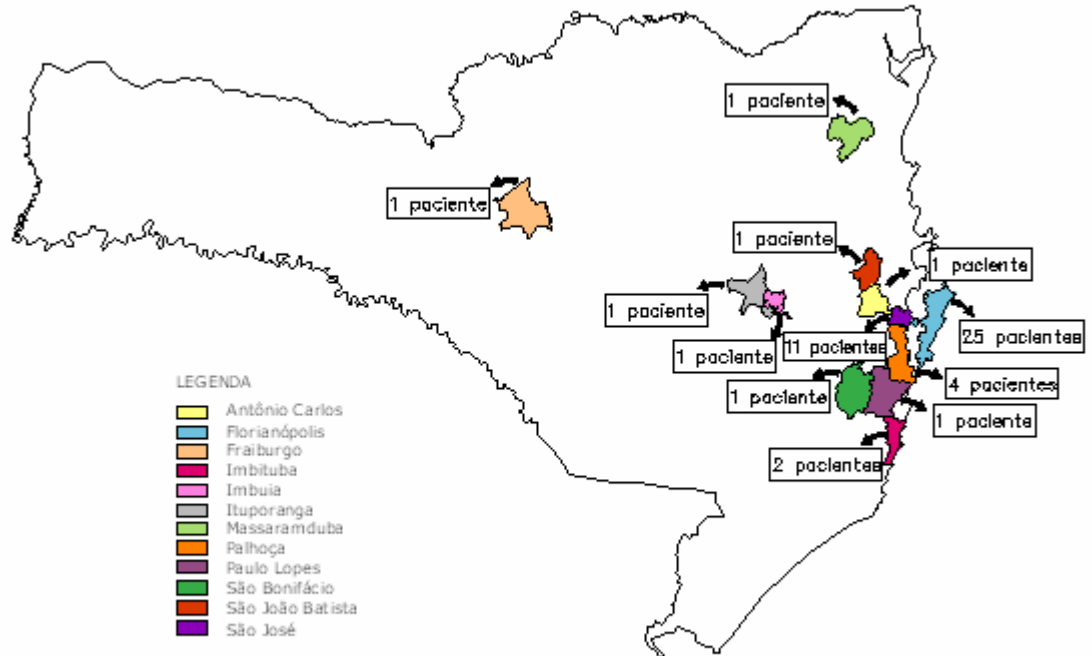 1 paciente
1 paciente
1 paciente
1 paciente
1 paciente
25 pacientes
11 pacientes
1 paciente
4 pacientes
1 paciente
1 paciente
2 pacientes
LEGENDA
Antônio Carlos
Florianópolis
Fraiburgo
Imbituba
Imbuia
Ituporanga
Massaramduba
Palhoça
Paulo Lopes
São Bonifácio
São João Batista
São José